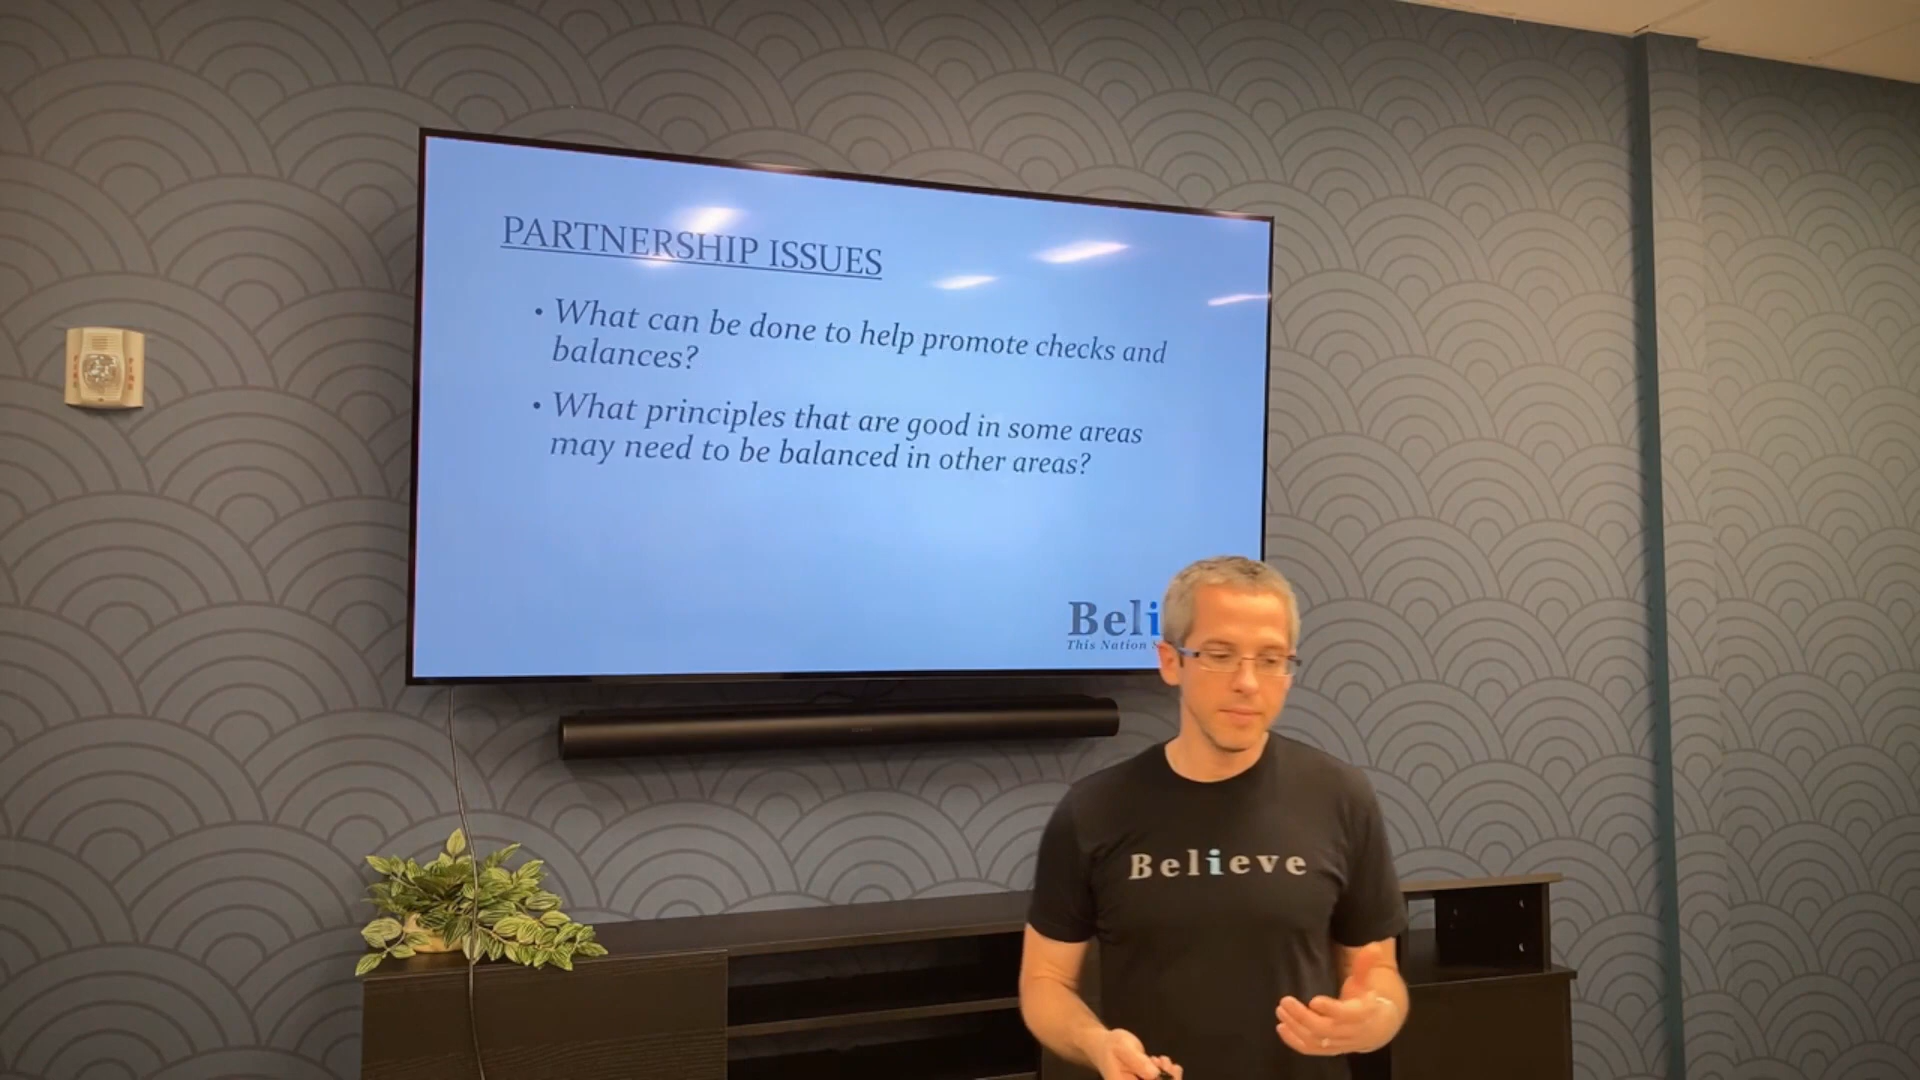 PARTNERSHIP ISSUES
• What can be done to help promote checks and
balances?
• What principles that are good in some areas
may need to be balanced in other areas?
Beli
This Nation
Believe
FIRE